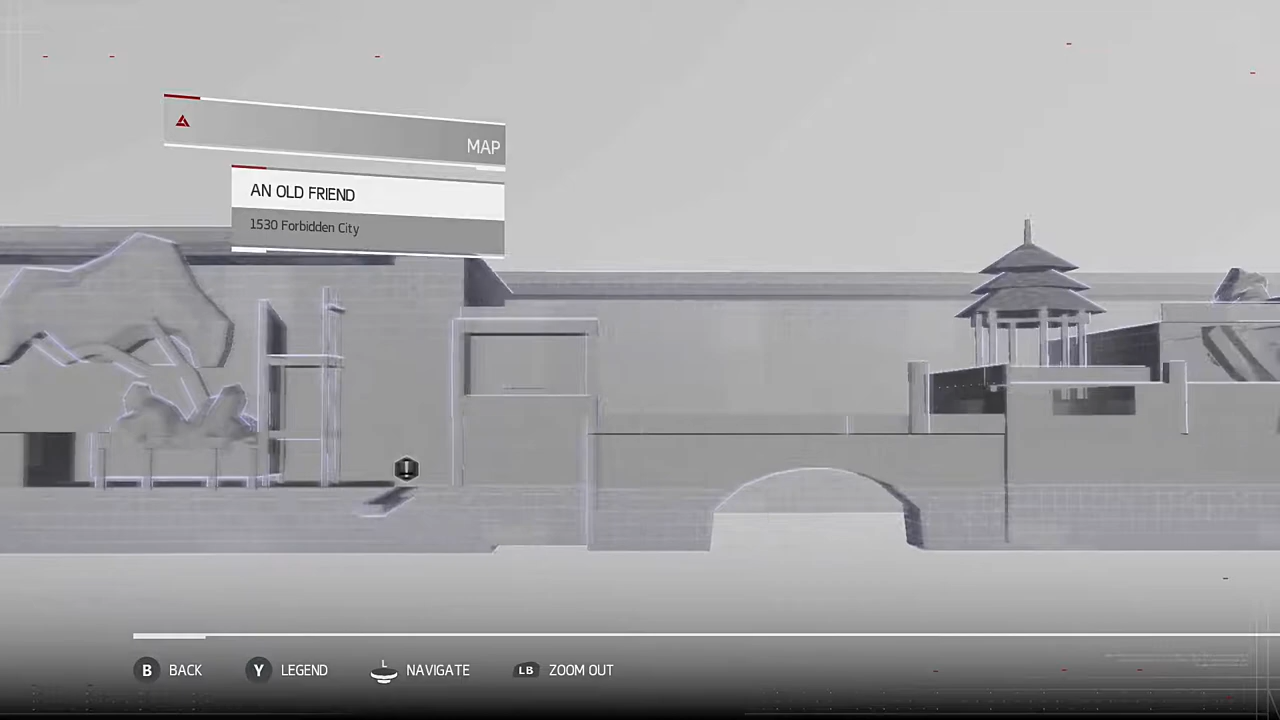 MAP
AN OLD FRIEND
1530 Forbidden City
B BACK Y LEGEND L NAVIGATE LB ZOOM OUT